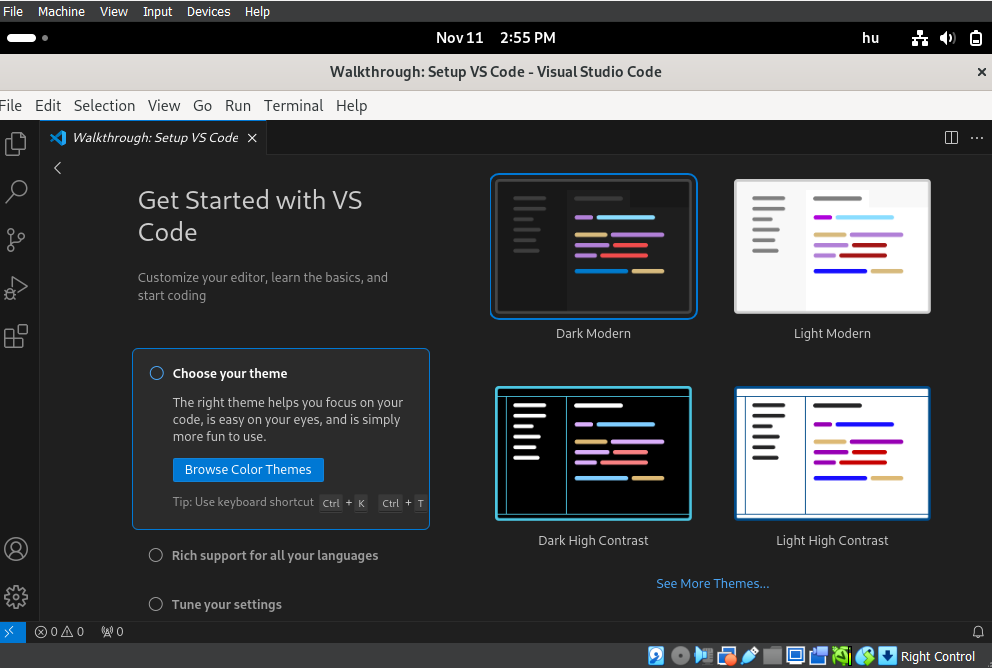 File Machine View Input Devices Help
Nov 11 2:55 PM hu
Walkthrough: Setup VS Code - Visual Studio Code
File Edit Selection View Go Run Terminal Help
Walkthrough: Setup VS Code
Get Started with VS
Code
Customize your editor, learn the basics, and
start coding
Choose your theme
The right theme helps you focus on your
code, is easy on your eyes, and is simply
more fun to use.
Browse Color Themes
Tip: Use keyboard shortcut Ctrl + K Ctrl + T
Rich support for all your languages
Tune your settings
Dark Modern
Light Modern
Dark High Contrast
Light High Contrast
See More Themes...
0 0 0
Right Control